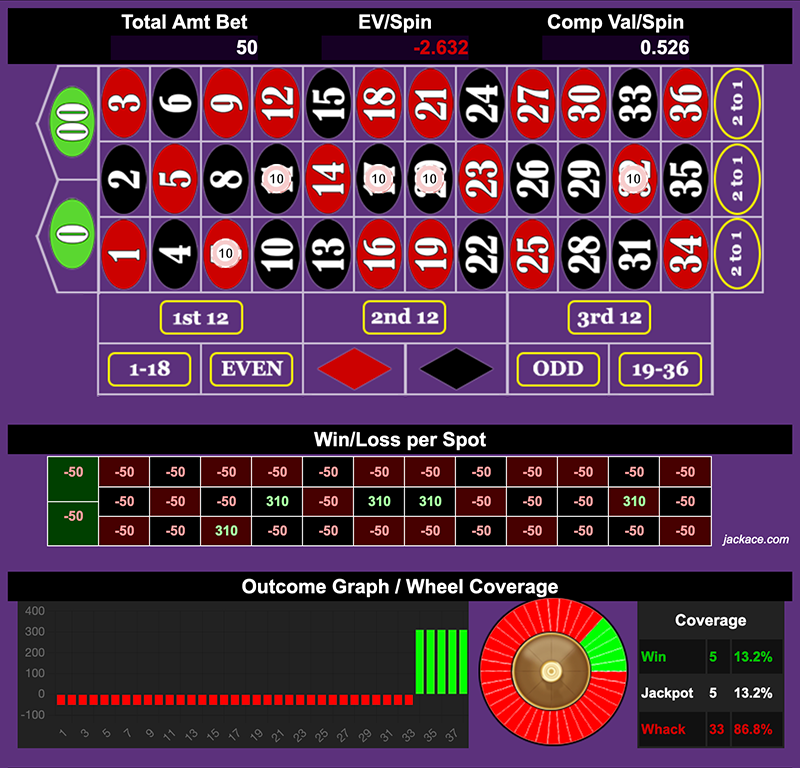 Total Amt Bet EV/Spin Comp Val/Spin
50 -2.632 0.526
00 3 6 9 12 15 18 21 24 27 30 33 36 2 to 1
2 5 8 10 14 10 10 23 26 29 10 35 2 to 1
0 1 4 10 10 13 16 19 22 25 28 31 34 2 to 1
1st 12 2nd 12 3rd 12
1-18 EVEN ODD 19-36
Win/Loss per Spot
-50 -50 -50 -50 -50 -50 -50 -50 -50 -50 -50 -50 -50
-50 -50 -50 310 -50 310 310 -50 -50 -50 310 -50
-50 -50 -50 310 -50 -50 -50 -50 -50 -50 -50 -50 -50
jackace.com
Outcome Graph / Wheel Coverage
400
300
200
100
0
-100
1 3 5 7 9 11 13 15 17 19 21 23 25 27 29 31 33 35 37
Coverage
Win 5 13.2%
Jackpot 5 13.2%
Whack 33 86.8%